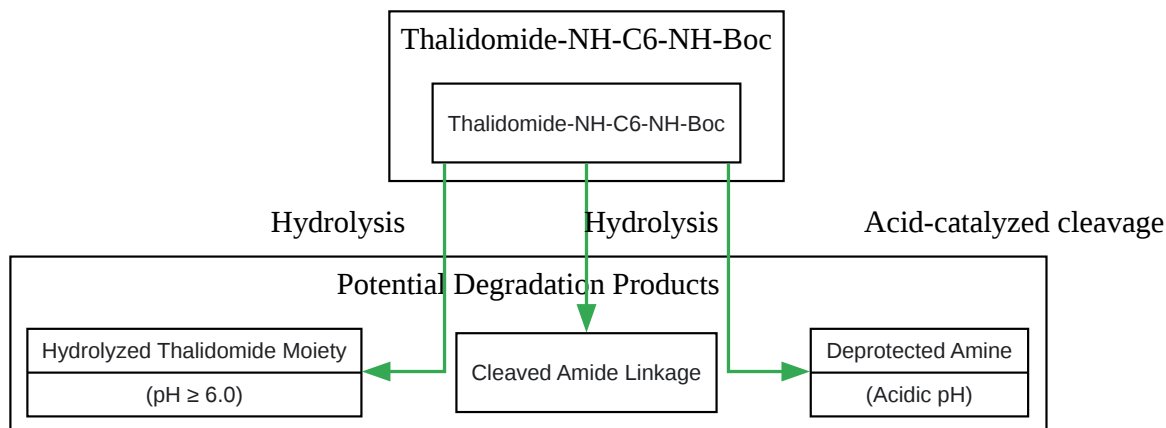 Thalidomide-NH-C6-NH-Boc
Thalidomide-NH-C6-NH-Boc
Hydrolysis
Hydrolysis
Acid-catalyzed cleavage
Potential Degradation Products
Hydrolyzed Thalidomide Moiety
(pH ≥ 6.0)
Cleaved Amide Linkage
Deprotected Amine
(Acidic pH)